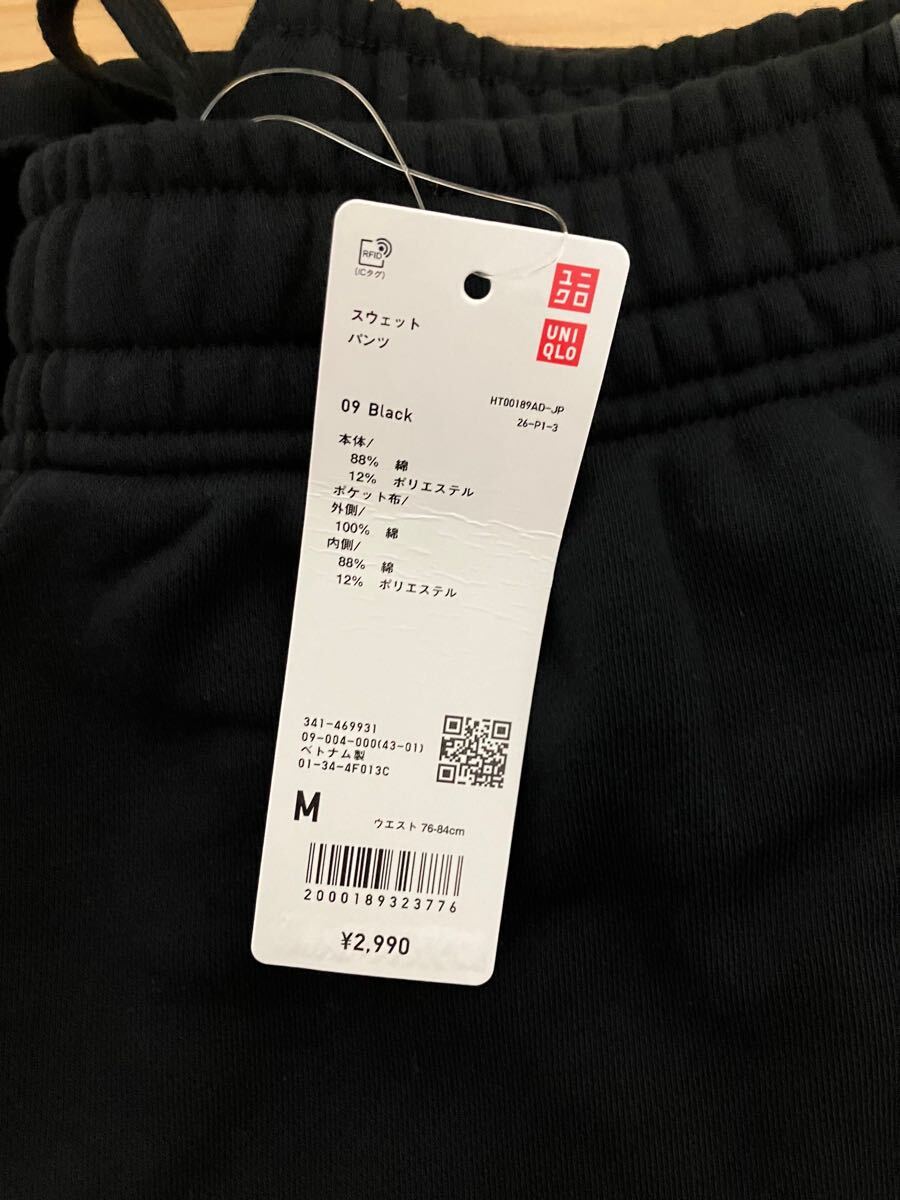 RFID
(ICタグ)
ユニ
クロ
UNI
QLO
スウェット
パンツ
09 Black
HT00189AD-JP
26-P1-3
本体/
88% 綿
12% ポリエステル
ポケット布/
外側/
100% 綿
内側/
88% 綿
12% ポリエステル
341-469931
09-004-000(43-01)
ベトナム製
01-34-4F013C
M
ウエスト 76-84cm
2000189323776
¥2,990